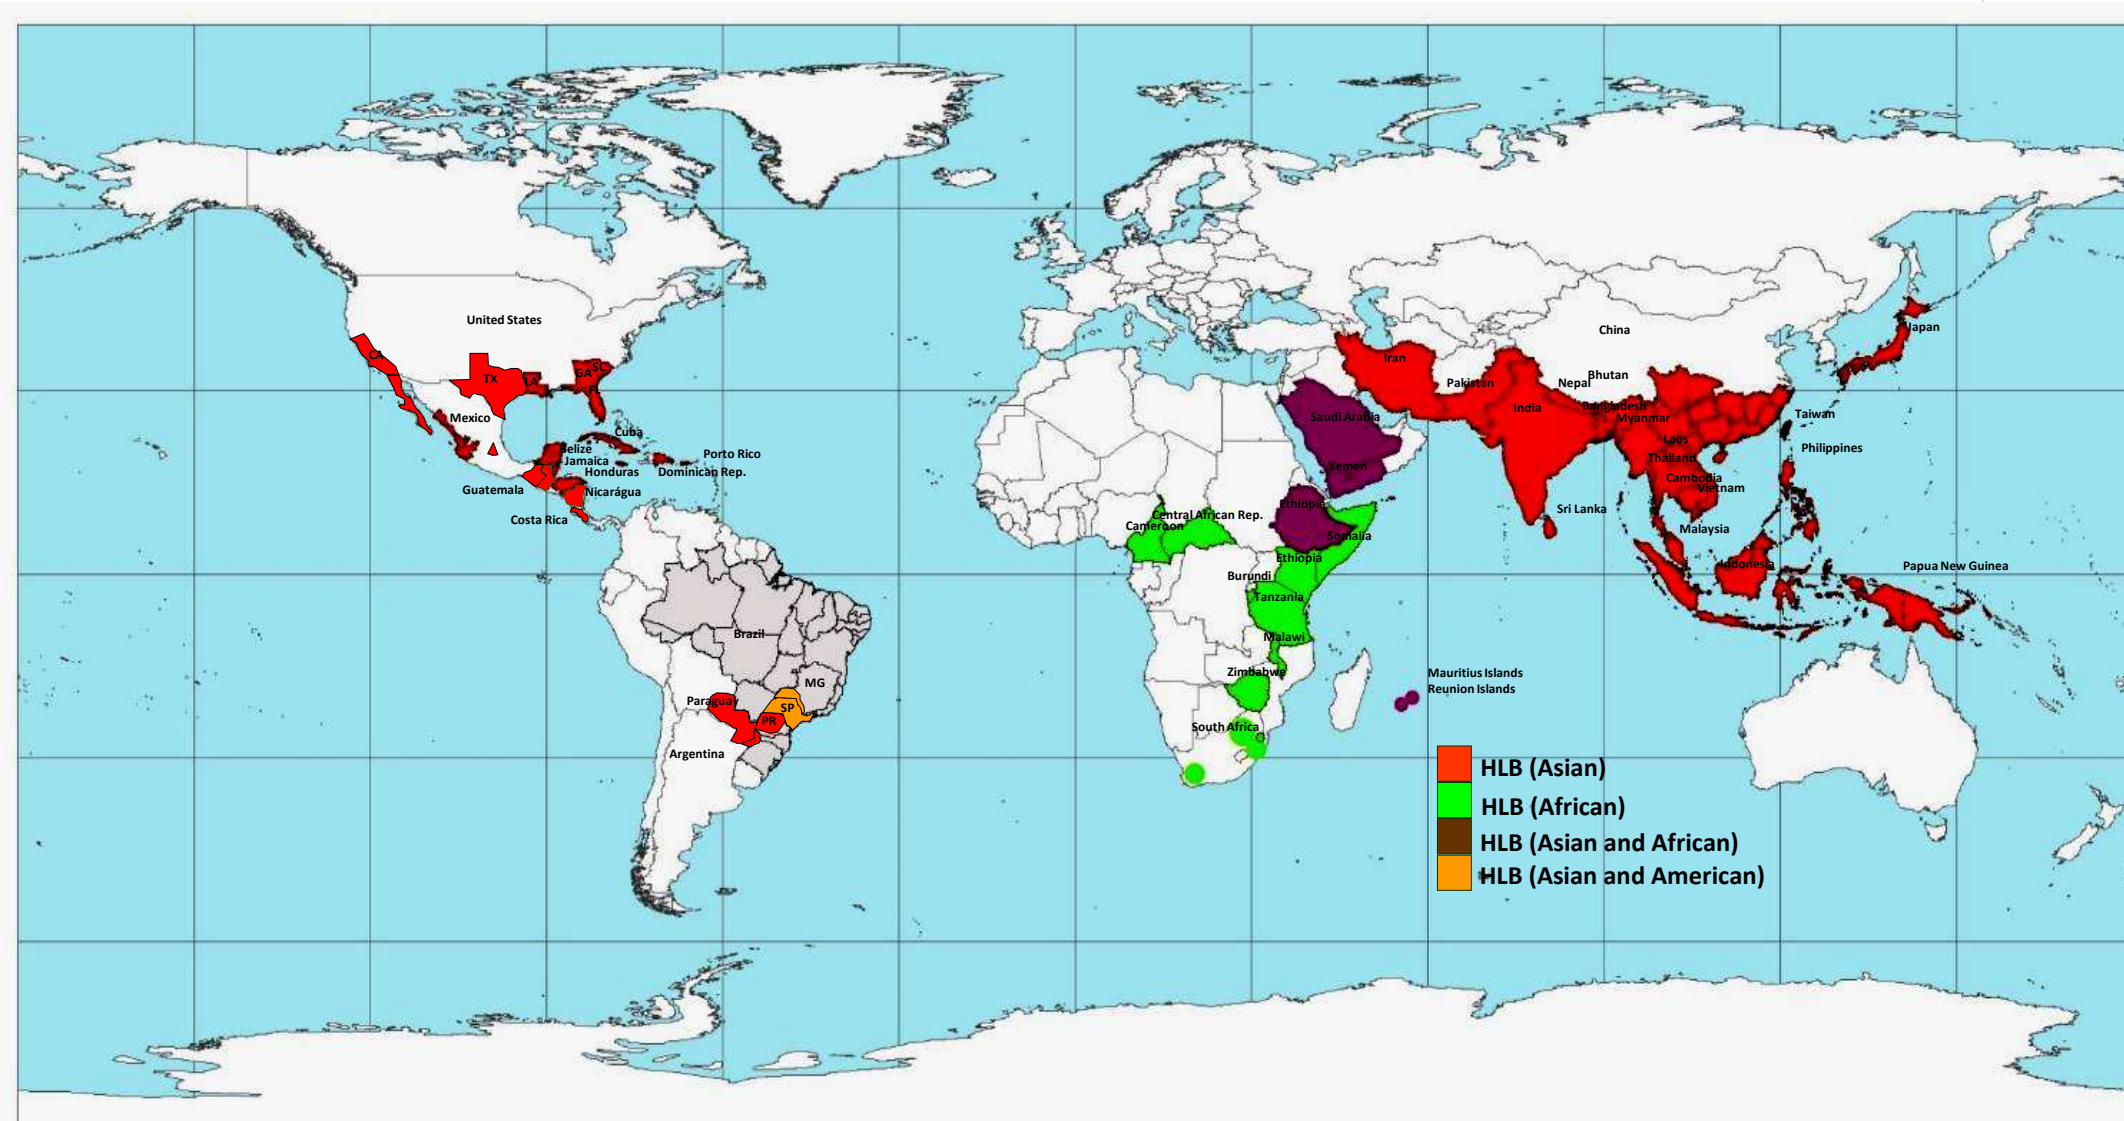 United States
CA
TX
LA
GA
SC
FL
Mexico
Cuba
Belize
Jamaica
Honduras
Porto Rico
Dominican Rep.
Guatemala
Nicarágua
Costa Rica
Brazil
MG
SP
PR
Paraguay
Argentina
Iran
Pakistan
Nepal
Bhutan
China
Japan
India
Bangladesh
Myanmar
Taiwan
Laos
Philippines
Thailand
Cambodia
Vietnam
Sri Lanka
Malaysia
Indonesia
Papua New Guinea
Saudi Arabia
Yemen
Ethiopia
Central African Rep.
Cameroon
Somalia
Ethiopia
Burundi
Tanzania
Malawi
Zimbabwe
South Africa
Mauritius Islands
Reunion Islands
HLB (Asian)
HLB (African)
HLB (Asian and African)
HLB (Asian and American)